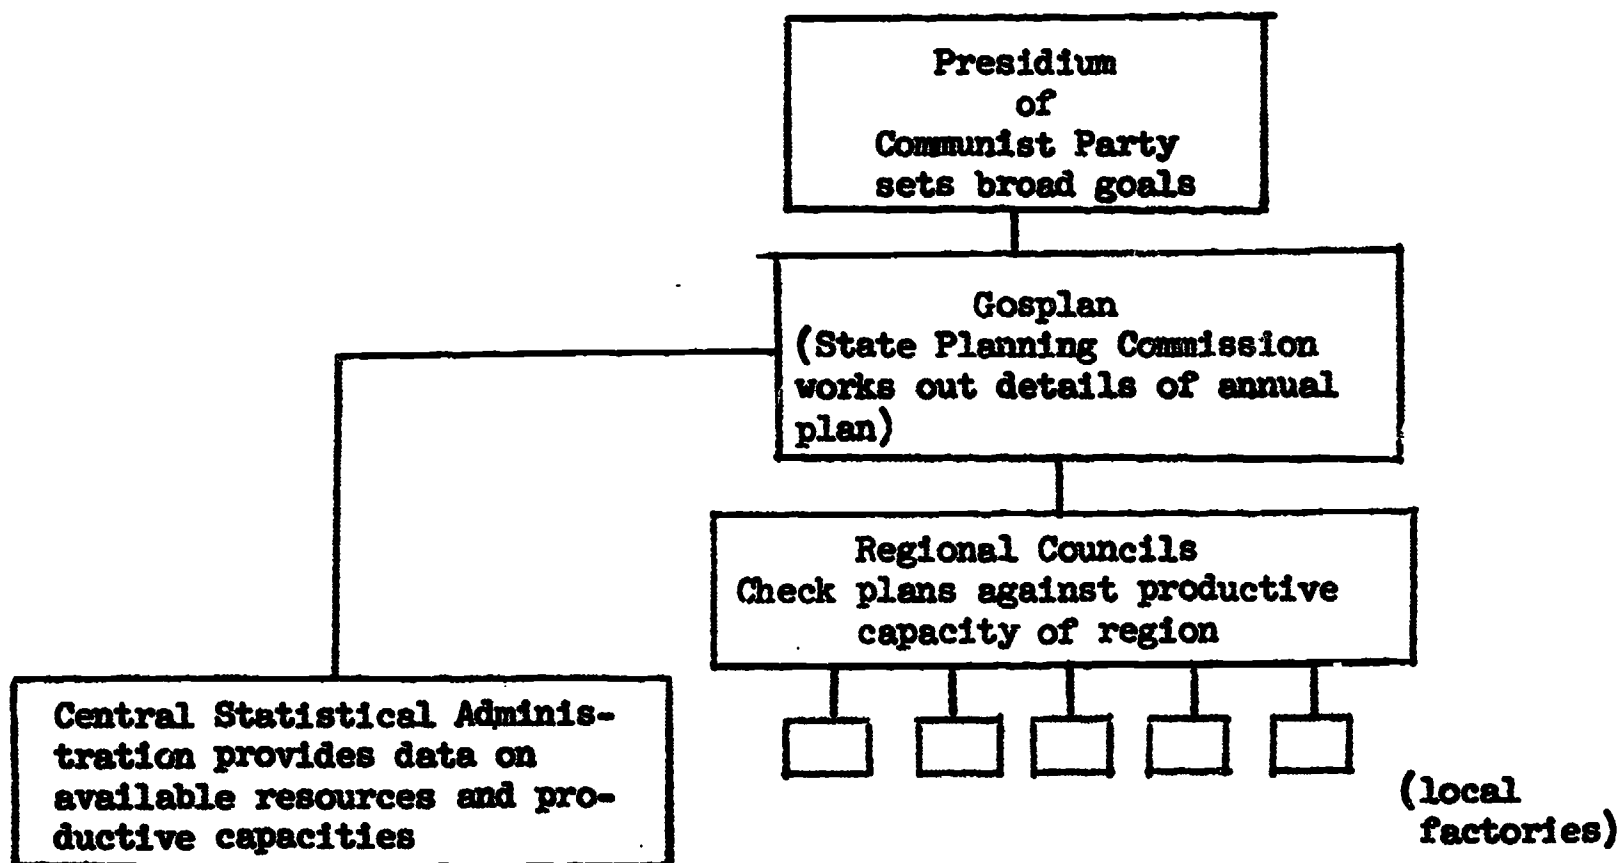 Presidium
of
Communist Party
sets broad goals
Gosplan
(State Planning Commission
works out details of annual
plan)
Regional Councils
Check plans against productive
capacity of region
Central Statistical Adminis-
tration provides data on
available resources and pro-
ductive capacities
(local
factories)